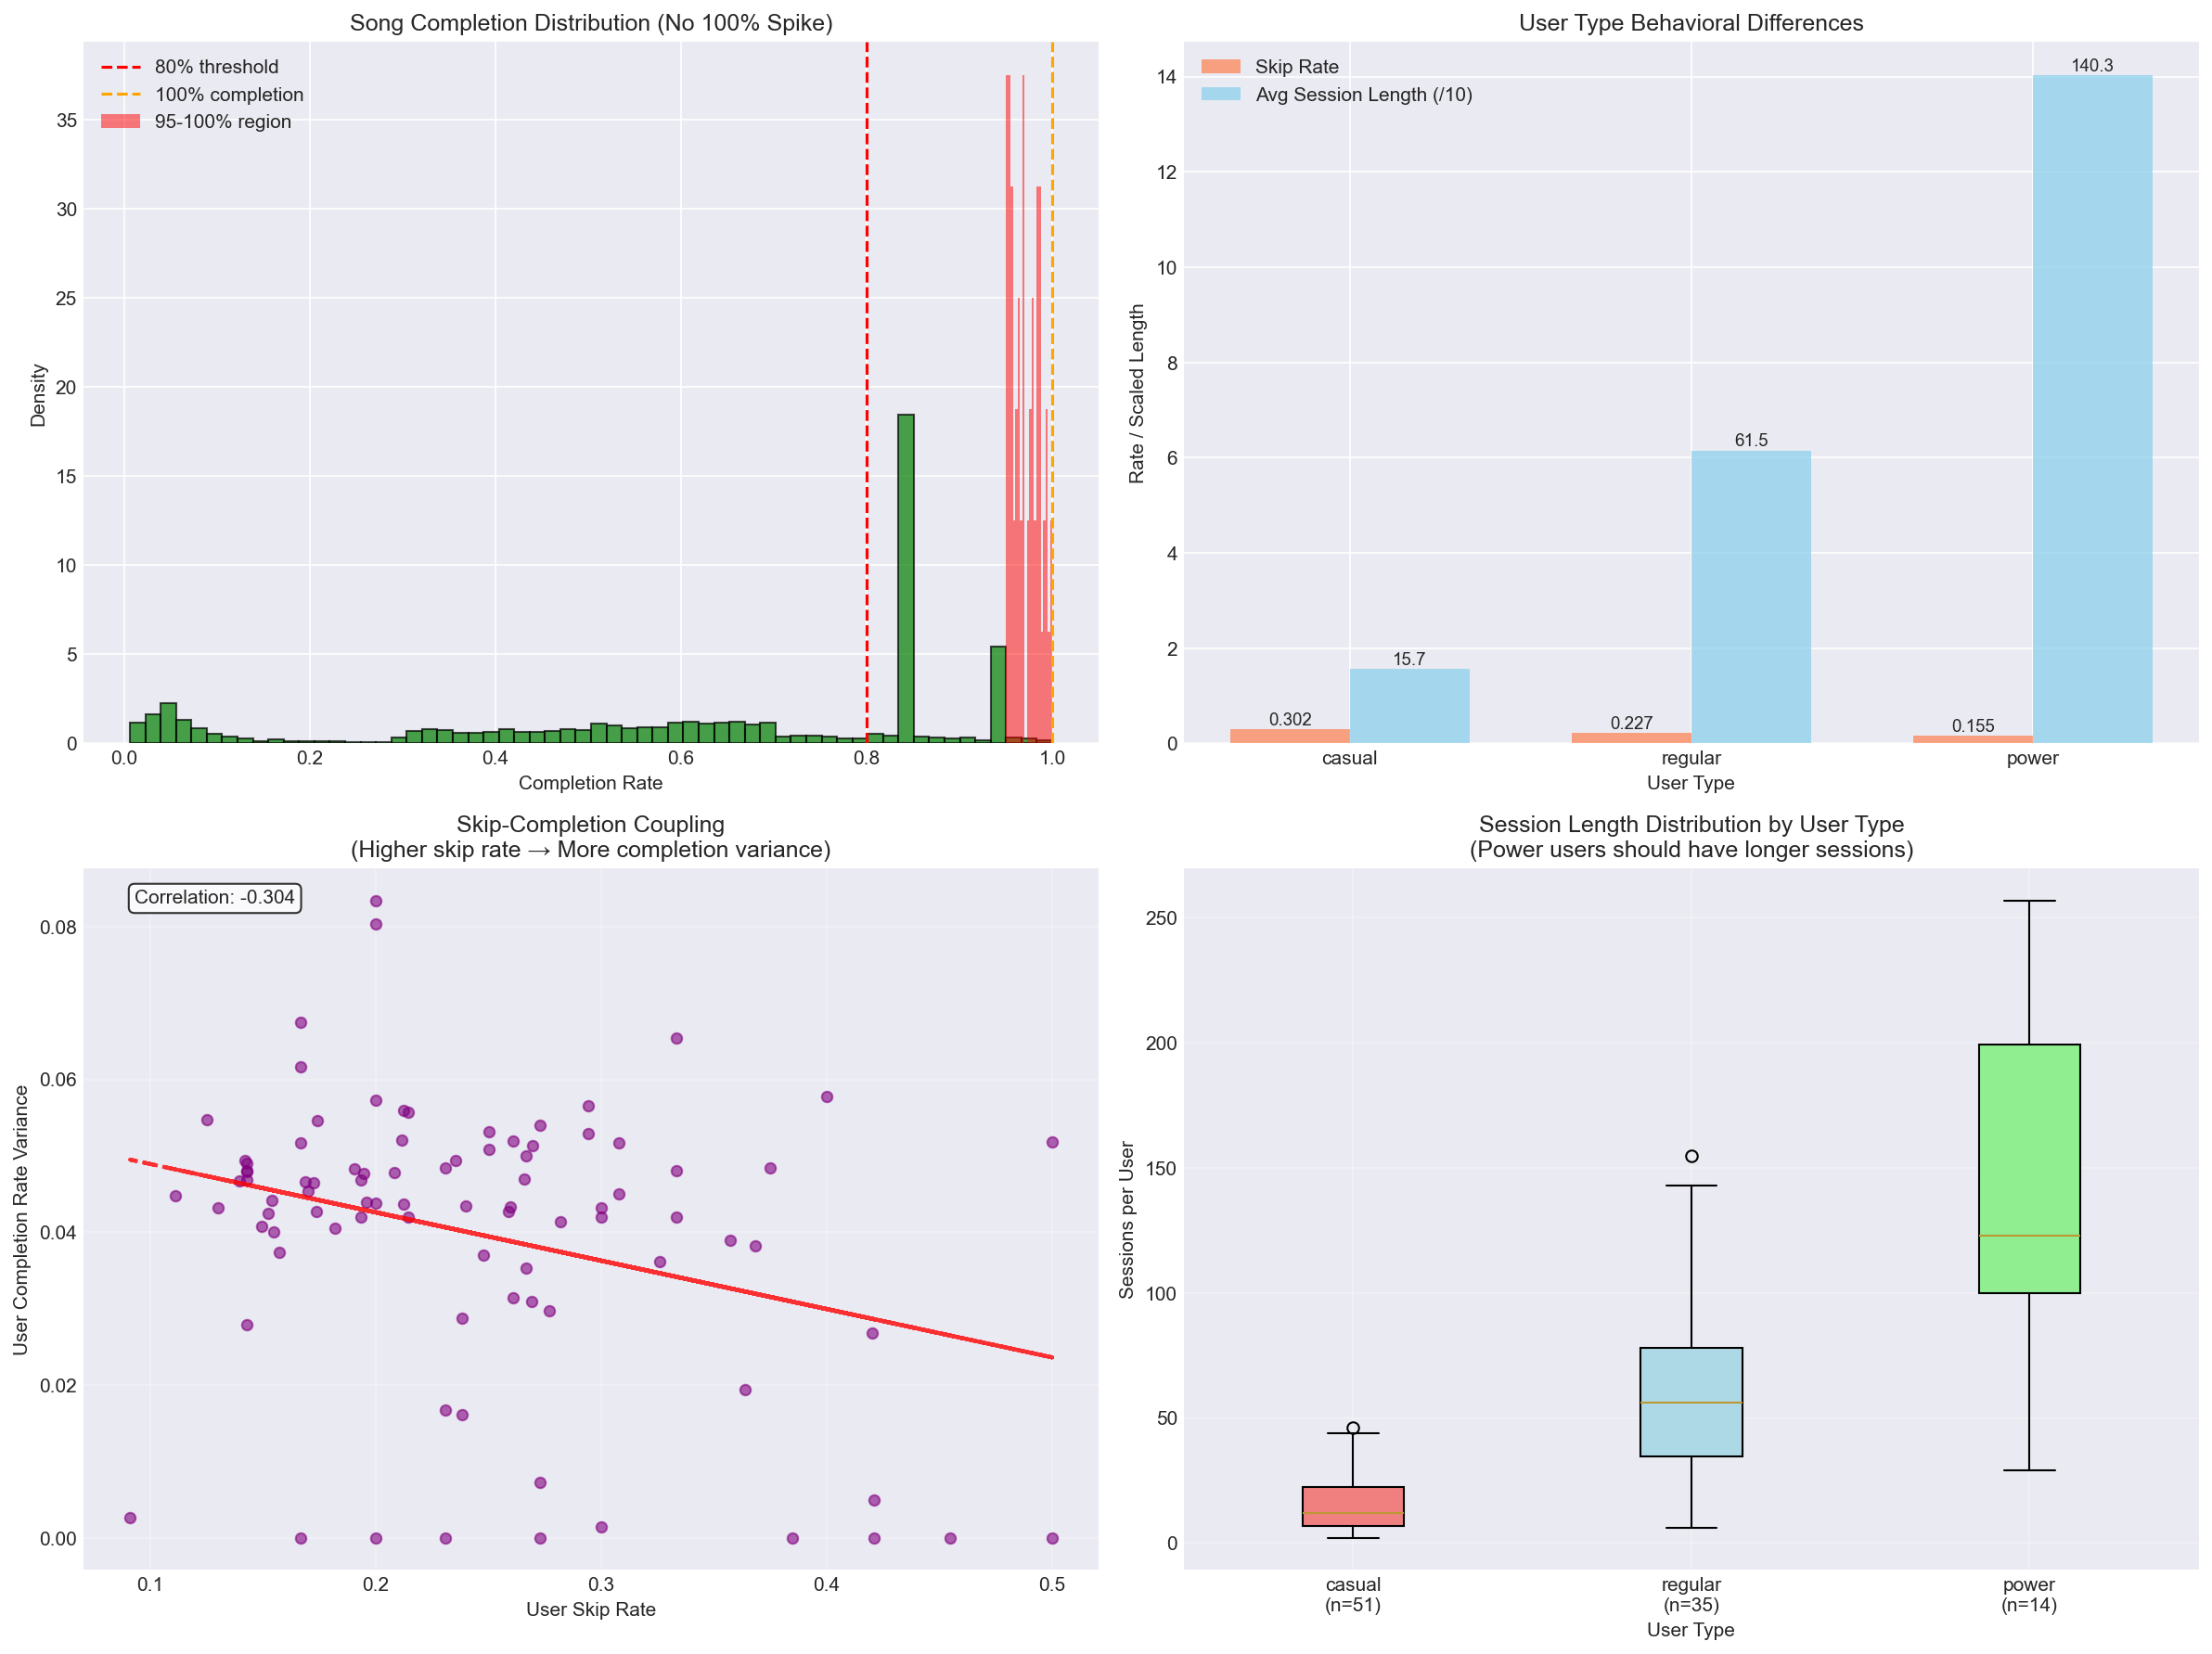 Song Completion Distribution (No 100% Spike)
80% threshold
100% completion
95-100% region
Density
35
30
25
20
15
10
5
0
0.0
0.2
0.4
0.6
0.8
1.0
Completion Rate
User Type Behavioral Differences
Skip Rate
Avg Session Length (/10)
Rate / Scaled Length
14
12
10
8
6
4
2
0
0.302
15.7
0.227
61.5
0.155
140.3
casual
regular
power
User Type
Skip-Completion Coupling
(Higher skip rate → More completion variance)
Correlation: -0.304
User Completion Rate Variance
0.08
0.06
0.04
0.02
0.00
0.1
0.2
0.3
0.4
0.5
User Skip Rate
Session Length Distribution by User Type
(Power users should have longer sessions)
Sessions per User
250
200
150
100
50
0
casual
(n=51)
regular
(n=35)
power
(n=14)
User Type